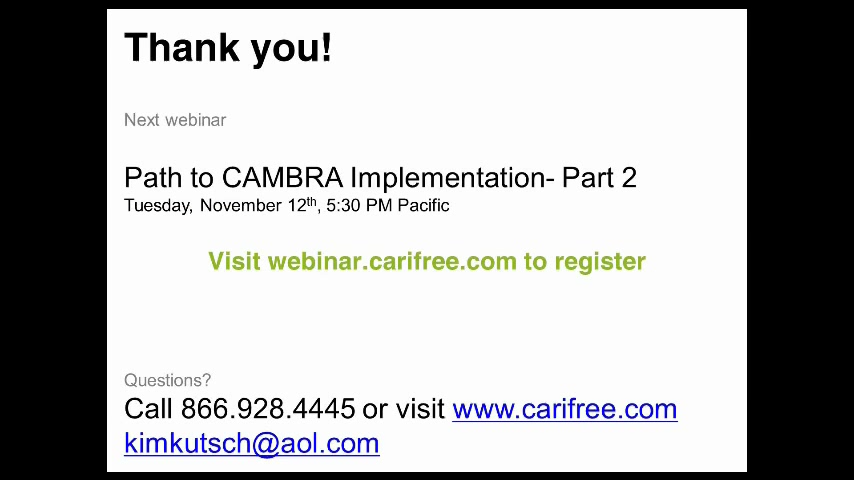 Thank you!
Next webinar
Path to CAMBRA Implementation- Part 2
Tuesday, November 12th, 5:30 PM Pacific
Visit webinar.carifree.com to register
Questions?
Call 866.928.4445 or visit www.carifree.com
kimkutsch@aol.com